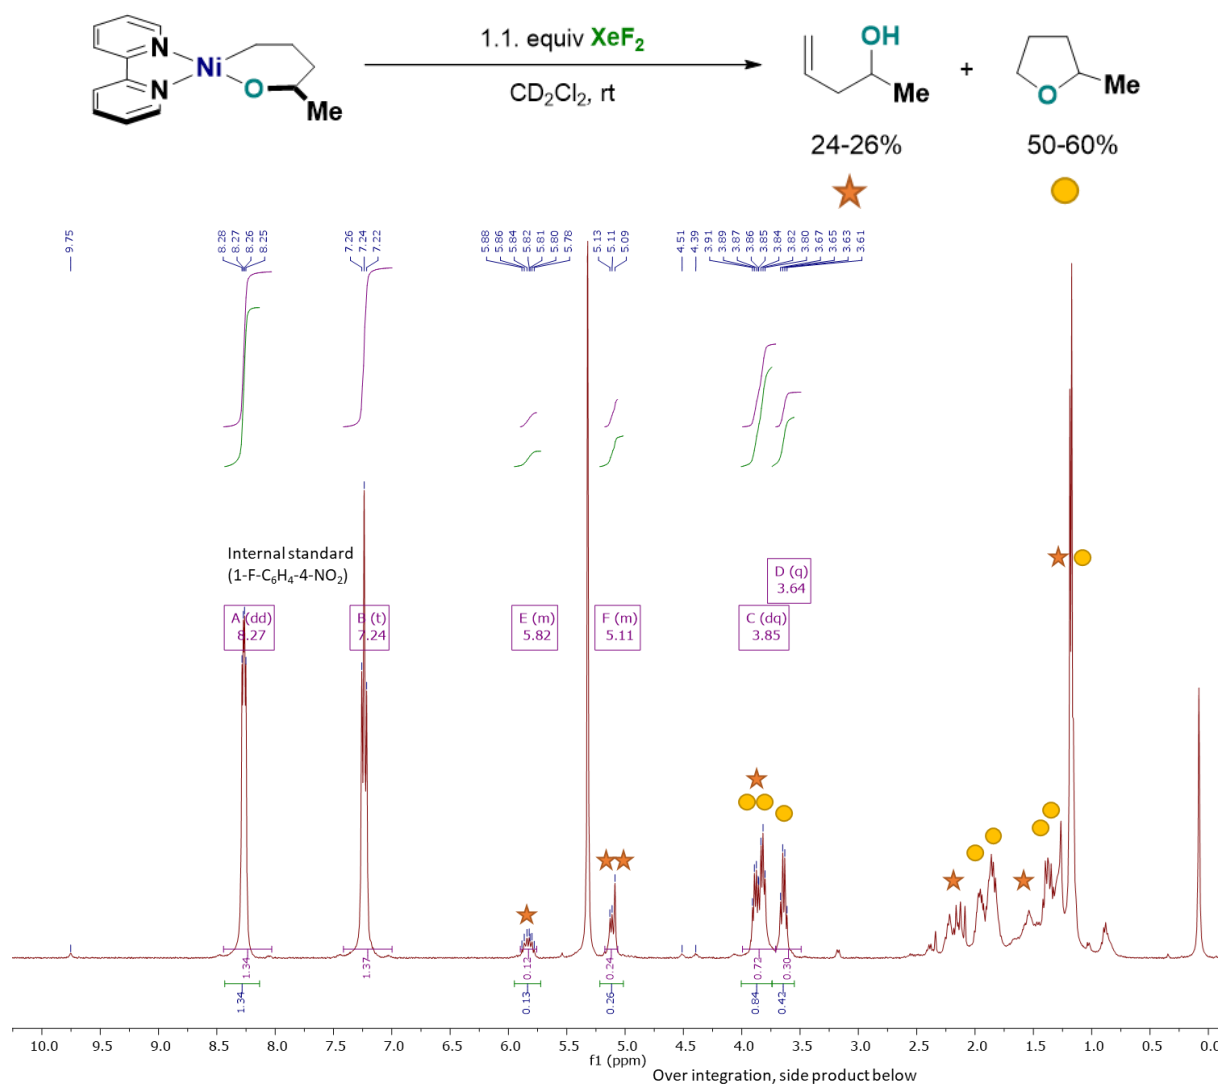 1.1. equiv XeF2
CD2Cl2, rt
N
N
Ni
O
Me
OH
Me
+
O
Me
24-26%
50-60%
9.75
8.28
8.27
8.26
8.25
7.26
7.24
7.22
5.88
5.86
5.84
5.82
5.81
5.80
5.78
5.13
5.11
5.09
4.51
4.39
3.91
3.89
3.87
3.86
3.85
3.84
3.82
3.80
3.67
3.65
3.63
3.61
Internal standard
(1-F-C6H4-4-NO2)
A (dd)
8.27
B (t)
7.24
E (m)
5.82
F (m)
5.11
D (q)
3.64
C (dq)
3.85
1.34
1.37
0.12
0.24
0.72
0.30
1.34
0.13
0.26
0.84
0.42
10.0 9.5 9.0 8.5 8.0 7.5 7.0 6.5 6.0 5.5 5.0 4.5 4.0 3.5 3.0 2.5 2.0 1.5 1.0 0.5 0.0
f1 (ppm)
Over integration, side product below